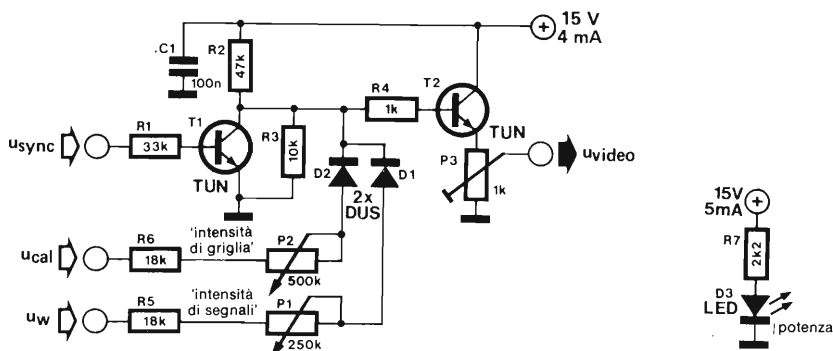 15 V
4 mA
.C1
100n
R2
47k
R4
1k
T2
TUN
usync
R1
33k
T1
TUN
R3
10k
D2
D1
2x
DUS
P3
1k
uvideo
15V
5mA
R7
2k2
D3
LED
potenza
ucal
R6
18k
'intensità
di griglia'
P2
500k
uw
R5
18k
'intensità
di segnali'
P1
250k